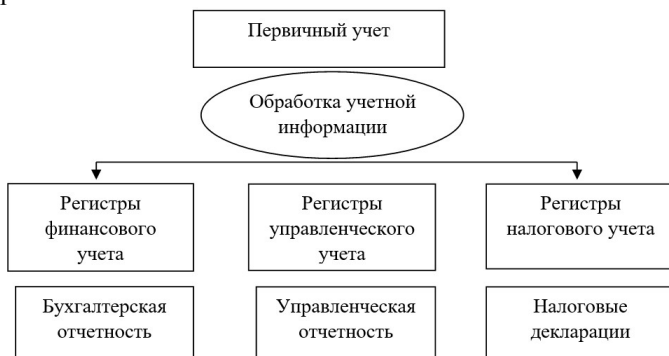 Первичный учет
Обработка учетной
информации
Регистры
финансового
учета
Регистры
управленческого
учета
Регистры
налогового учета
Бухгалтерская
отчетность
Управленческая
отчетность
Налоговые
декларации